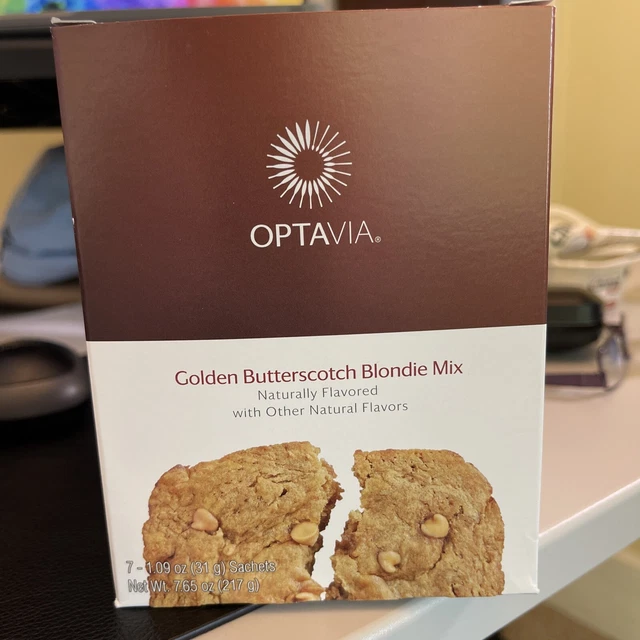 OPTAVIA®
Golden Butterscotch Blondie Mix
Naturally Flavored
with Other Natural Flavors
7 - 1.09 oz (31 g) Sachets
Net Wt. 7.65 oz (217 g)